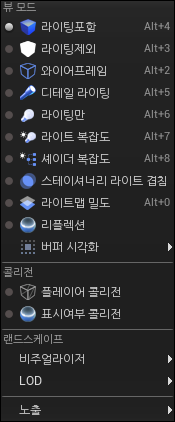 뷰 모드
라이팅포함 Alt+4
라이팅제외 Alt+3
와이어프레임 Alt+2
디테일 라이팅 Alt+5
라이팅만 Alt+6
라이트 복잡도 Alt+7
셰이더 복잡도 Alt+8
스테이셔너리 라이트 겹침
라이트맵 밀도 Alt+0
리플렉션
버퍼 시각화
콜리전
플레이어 콜리전
표시여부 콜리전
랜드스케이프
비주얼라이저
LOD
노출